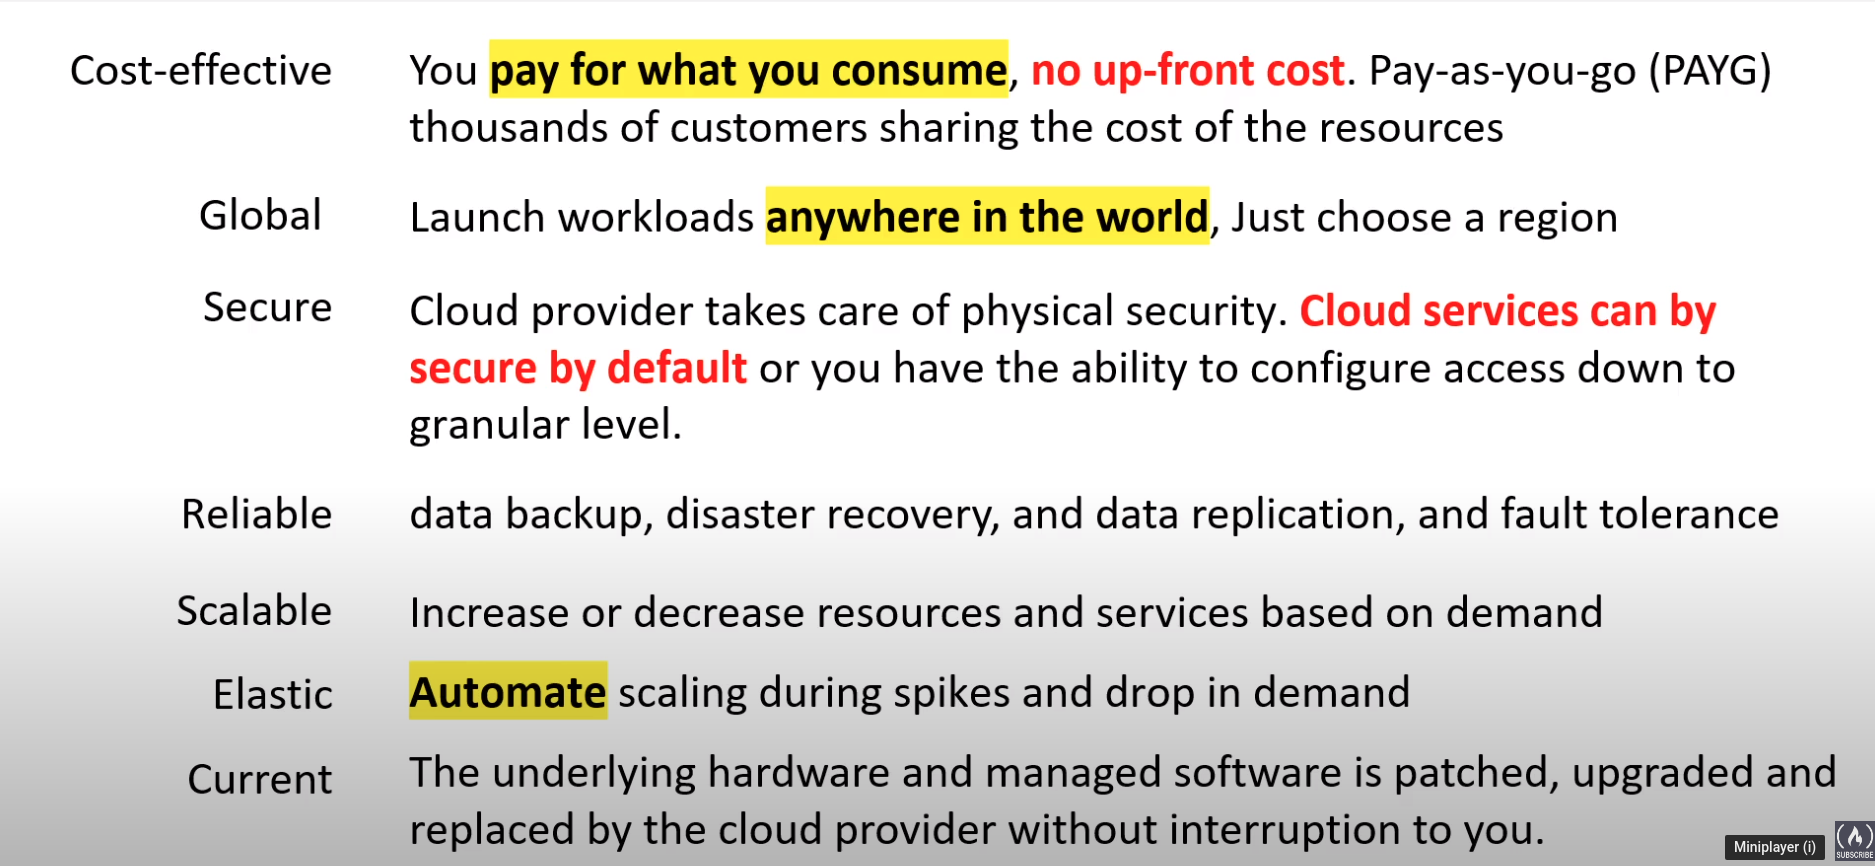 Cost-effective You pay for what you consume, no up-front cost. Pay-as-you-go (PAYG)
thousands of customers sharing the cost of the resources
Global Launch workloads anywhere in the world, Just choose a region
Secure Cloud provider takes care of physical security. Cloud services can by
secure by default or you have the ability to configure access down to
granular level.
Reliable data backup, disaster recovery, and data replication, and fault tolerance
Scalable Increase or decrease resources and services based on demand
Elastic Automate scaling during spikes and drop in demand
Current The underlying hardware and managed software is patched, upgraded and
replaced by the cloud provider without interruption to you.
Miniplayer (i)
SUBSCRIBE